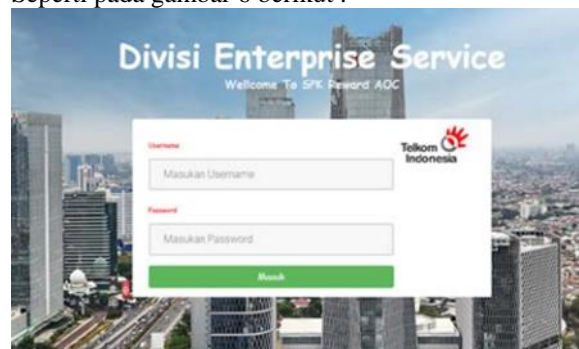 Seperti pada gambar 6 berikut :
Divisi Enterprise Service
Wellcome To SPK Reward AOC
Username
Telkom
Indonesia
Masukan Username
Password
Masukan Password
Masuk